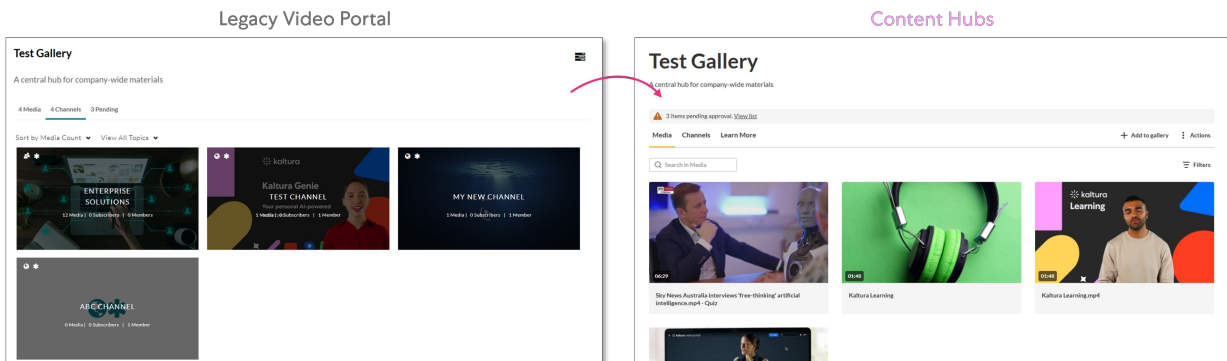 Legacy Video Portal
Test Gallery
A central hub for company-wide materials
4 Media 4 Channels 3 Pending
Sort by Media Count View All Topics
ENTERPRISE
SOLUTIONS
12 Media | 0 Subscribers | 0 Members
kaltura
Kaltura Genie
Your personal AI-powered
TEST CHANNEL
1 Media | 0 Subscribers | 1 Member
MY NEW CHANNEL
1 Media | 0 Subscribers | 1 Member
ABC CHANNEL
0 Media | 0 Subscribers | 1 Member
Content Hubs
Test Gallery
A central hub for company-wide materials
3 items pending approval. View list
Media Channels Learn More
Add to gallery Actions
Search in Media
Filters
06:29
Sky News Australia interviews 'free-thinking' artificial
intelligence.mp4 - Quiz
01:48
Kaltura Learning
kaltura
Learning
01:48
Kaltura Learning.mp4